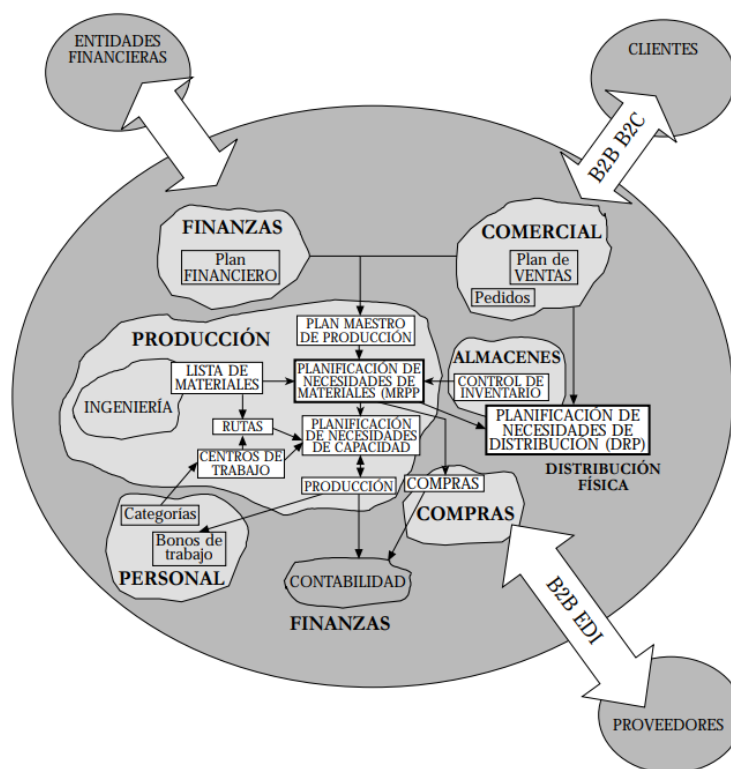 ENTIDADES
FINANCIERAS
CLIENTES
B2B B2C
FINANZAS
Plan
FINANCIERO
COMERCIAL
Plan de
VENTAS
Pedidos
PRODUCCIÓN
PLAN MAESTRO
DE PRODUCCIÓN
ALMACENES
CONTROL DE
INVENTARIO
LISTA DE
MATERIALES
PLANIFICACIÓN DE
NECESIDADES DE
MATERIALES (MRPP
INGENIERÍA
RUTAS
PLANIFICACIÓN
DE NECESIDADES
DE CAPACIDAD
PLANIFICACIÓN DE
NECESIDADES DE
DISTRIBUCIÓN (DRP)
DISTRIBUCIÓN
FÍSICA
CENTROS DE
TRABAJO
PRODUCCIÓN
COMPRAS
COMPRAS
Categorías
Bonos de
trabajo
PERSONAL
CONTABILIDAD
FINANZAS
B2B EDI
PROVEEDORES